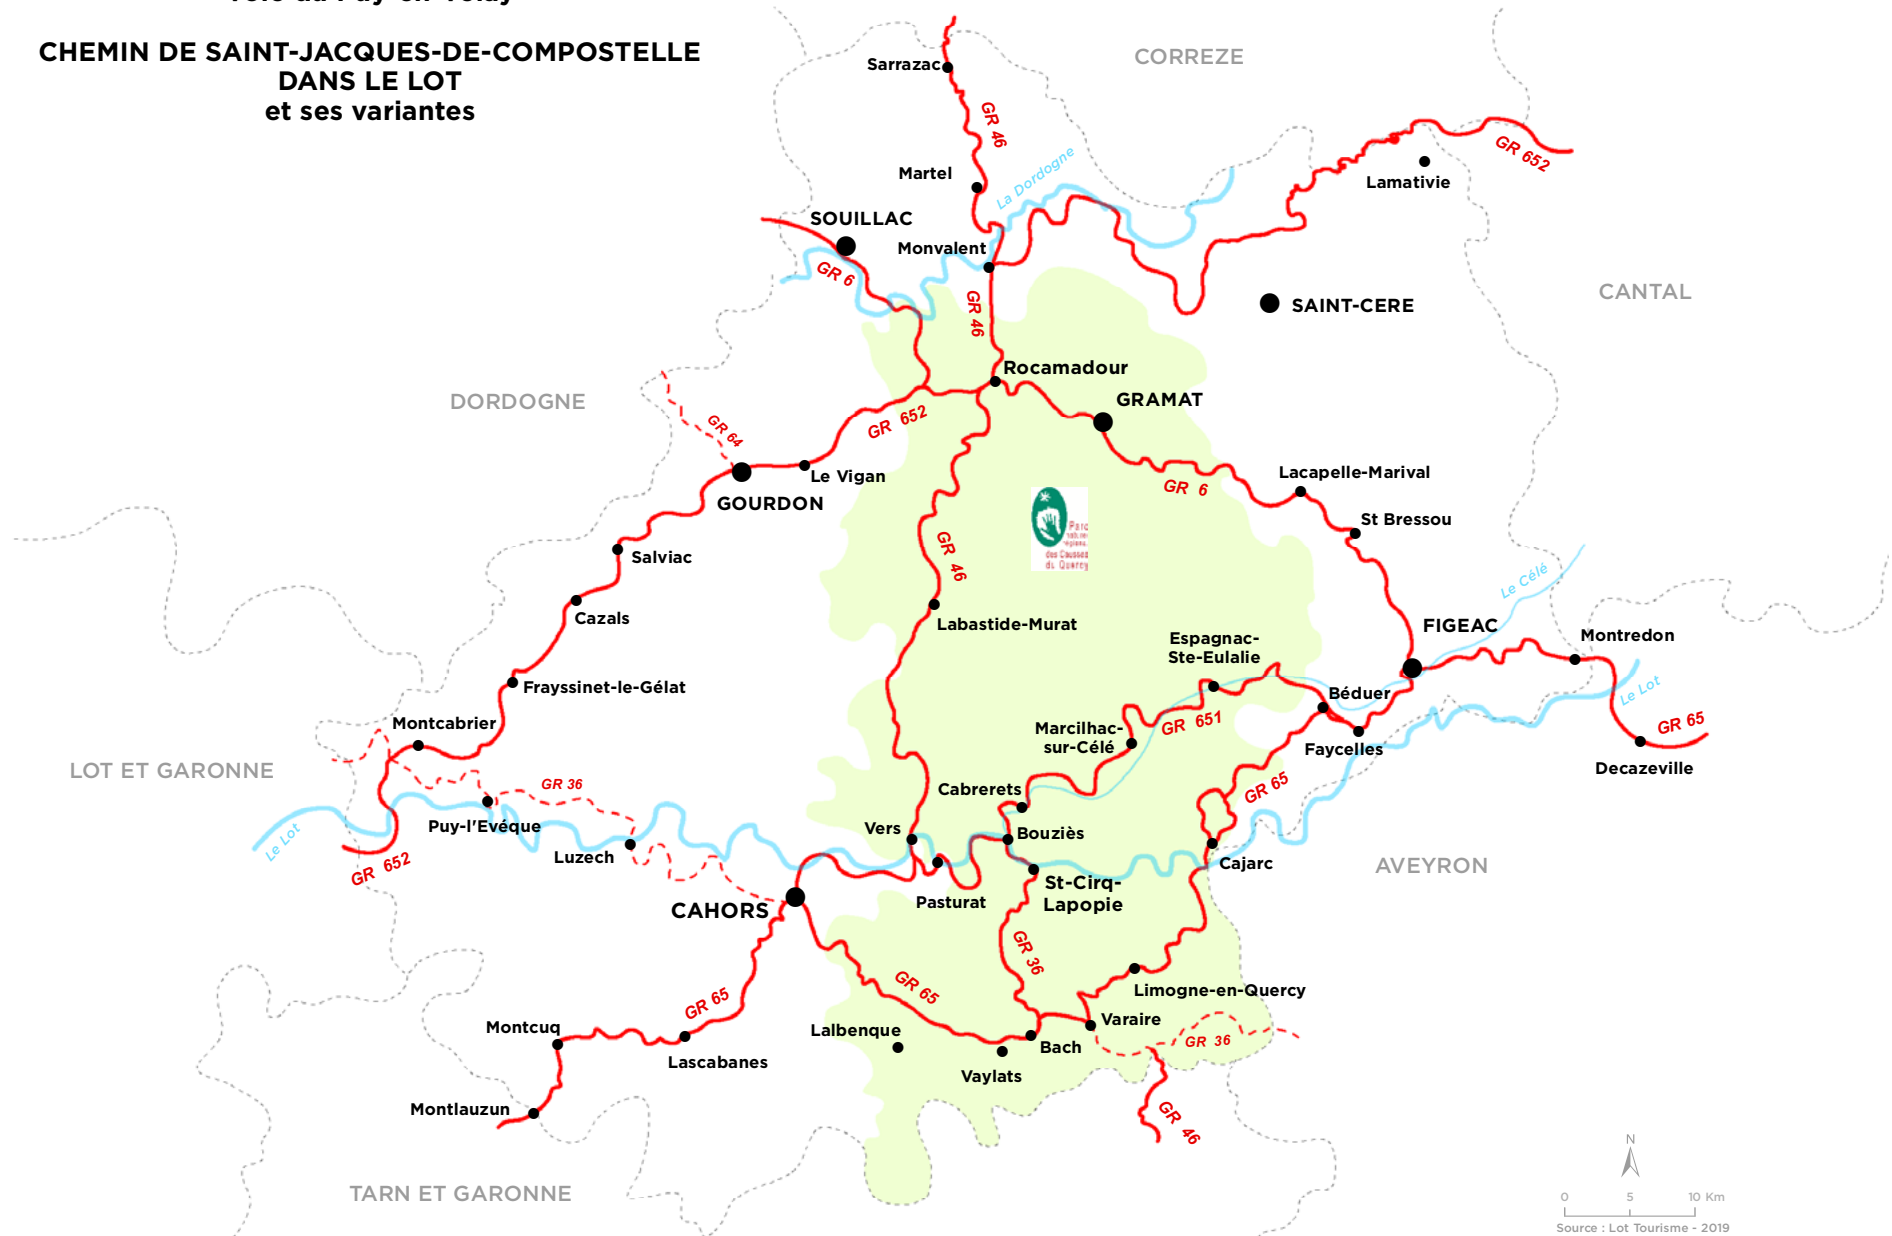 CHEMIN DE SAINT-JACQUES-DE-COMPOSTELLE
DANS LE LOT
et ses variantes
CORREZE
Sarrazac
GR 46
La Dordogne
GR 652
Martel
Lamativie
SOUILLAC
Monvalent
GR 6
CANTAL
SAINT-CERE
GR 46
Rocamadour
DORDOGNE
GRAMAT
GR 652
GR 64
Le Vigan
Lacapelle-Marival
GR 6
GOURDON
St Bressou
Parc
des Causses
du Quercy
Salviac
GR 46
Le Célé
Cazals
Labastide-Murat
FIGEAC
Espagnac-
Ste-Eulalie
Montredon
Frayssinet-le-Gélat
Béduer
Le Lot
Montcabrier
GR 651
Marcilhac-
sur-Célé
GR 65
Faycelles
LOT ET GARONNE
Decazeville
GR 36
Cabrerets
GR 65
Puy-l'Evéque
Vers
Bouziès
Le Lot
Luzech
Cajarc
AVEYRON
GR 652
St-Cirq-
Lapopie
Pasturat
CAHORS
GR 36
GR 65
Limogne-en-Quercy
GR 65
Montcuq
Lalbenque
Varaire
Bach
GR 36
Lascabanes
Vaylats
Montlauzun
GR 46
TARN ET GARONNE
N
0 5 10 Km
Source : Lot Tourisme - 2019